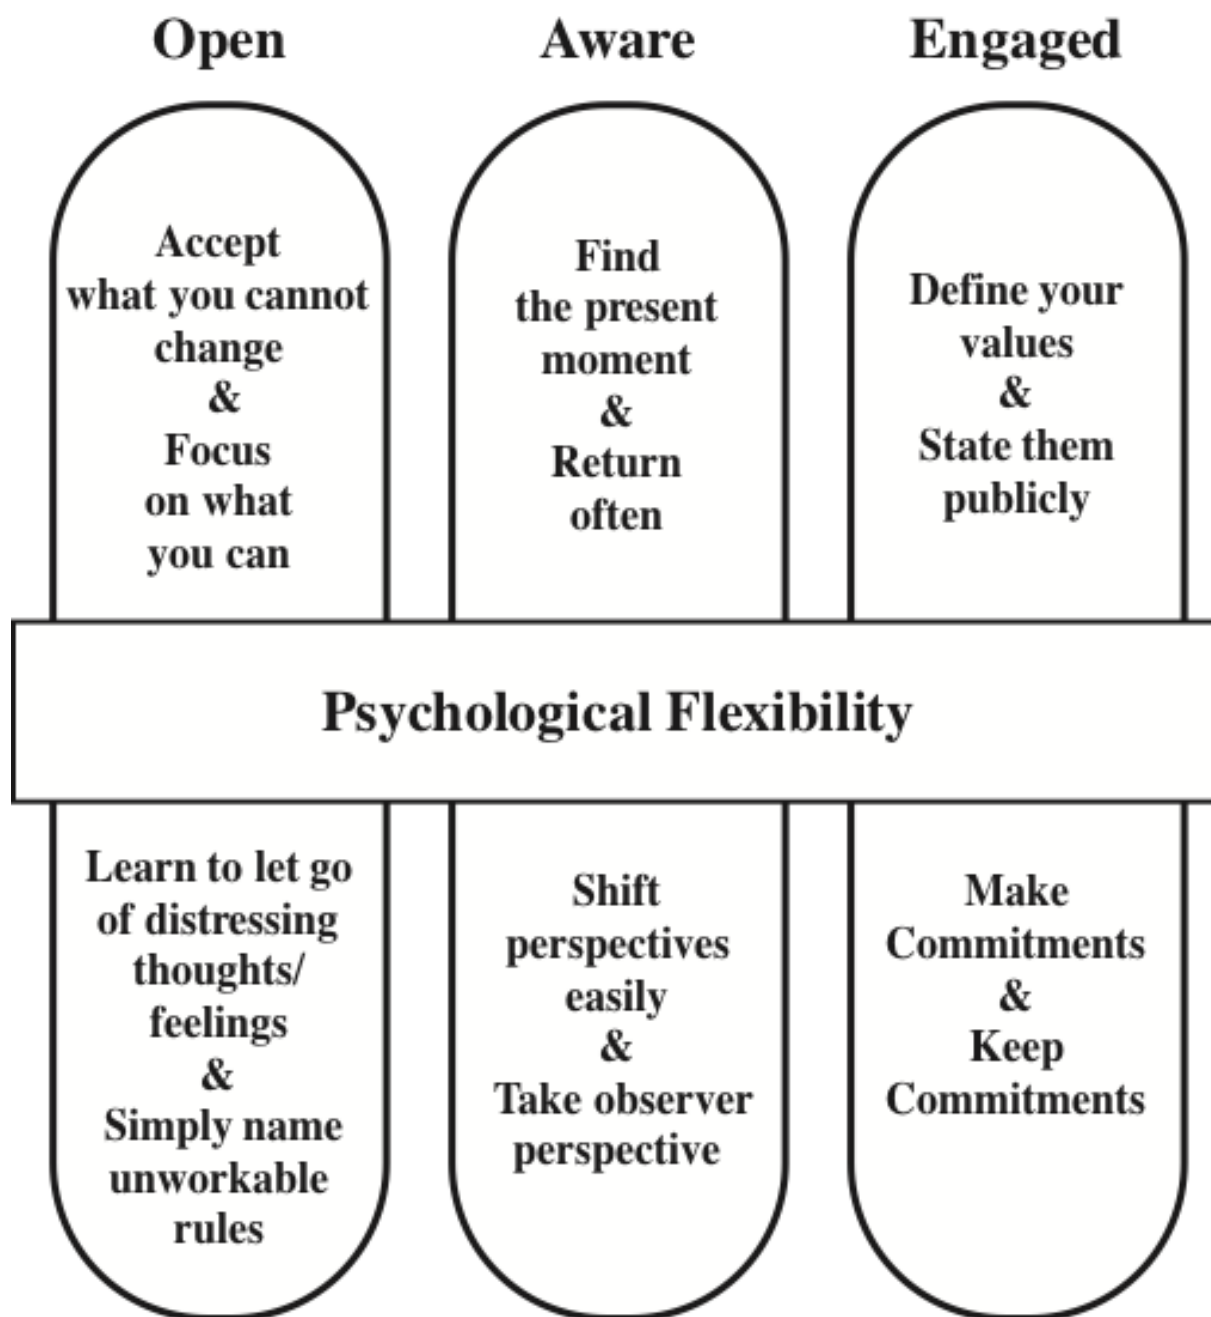 Open
Accept
what you cannot
change
&
Focus
on what
you can
Aware
Find
the present
moment
&
Return
often
Engaged
Define your
values
&
State them
publicly
Psychological Flexibility
Learn to let go
of distressing
thoughts/
feelings
&
Simply name
unworkable
rules
Shift
perspectives
easily
&
Take observer
perspective
Make
Commitments
&
Keep
Commitments